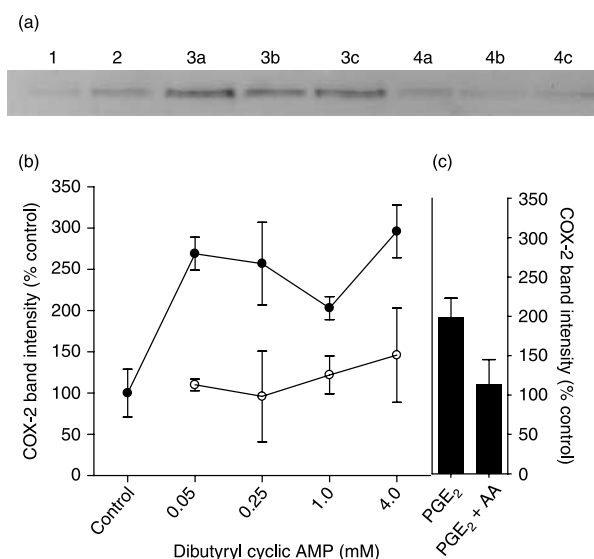 (a)
1 2 3a 3b 3c 4a 4b 4c
(b)
COX-2 band intensity (% control)
350
300
250
200
150
100
50
0
Control 0.05 0.25 1.0 4.0
Dibutyryl cyclic AMP (mM)
(c)
350
300
250
200
150
100
50
0
COX-2 band intensity (% control)
PGE₂
PGE₂ + AA